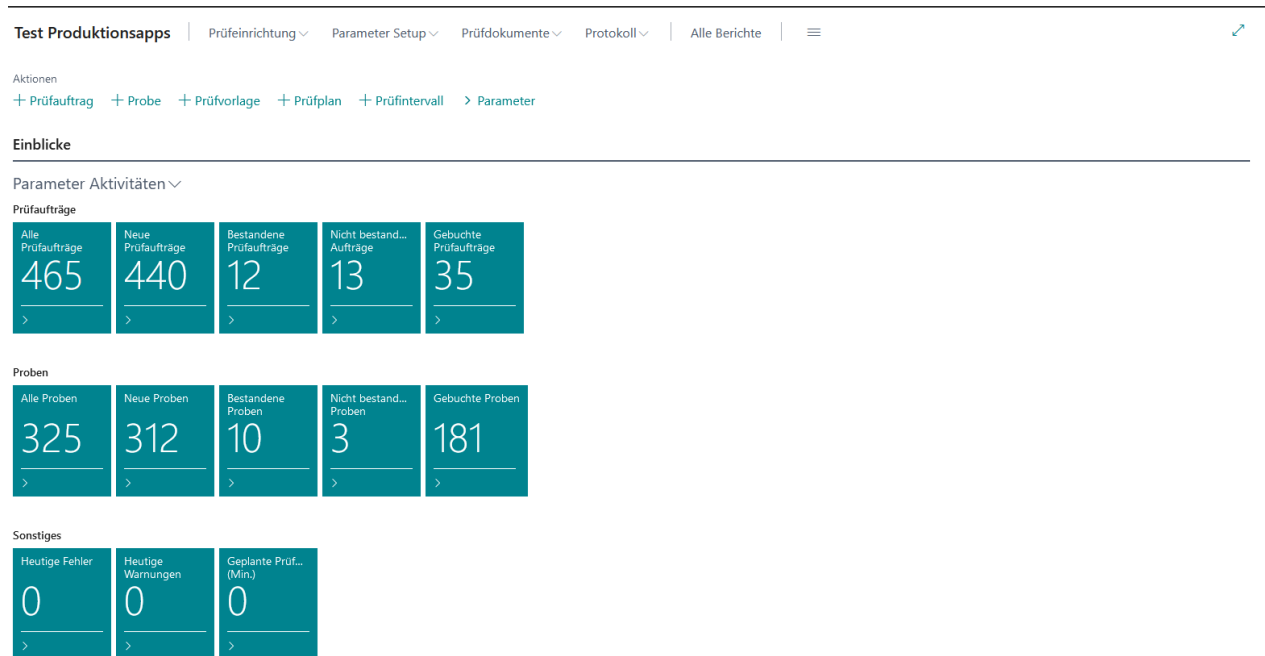 Test Produktionsapps Prüfeinrichtung Parameter Setup Prüfdokumente Protokoll Alle Berichte
Aktionen
+ Prüfauftrag + Probe + Prüfvorlage + Prüfplan + Prüfintervall > Parameter
Einblicke
Parameter Aktivitäten
Prüfaufträge
Alle
Prüfaufträge
465
>
Neue
Prüfaufträge
440
>
Bestandene
Prüfaufträge
12
>
Nicht bestand...
Aufträge
13
>
Gebuchte
Prüfaufträge
35
>
Proben
Alle Proben
325
>
Neue Proben
312
>
Bestandene
Proben
10
>
Nicht bestand...
Proben
3
>
Gebuchte Proben
181
>
Sonstiges
Heutige Fehler
0
>
Heutige
Warnungen
0
>
Geplante Prüf...
(Min.)
0
>